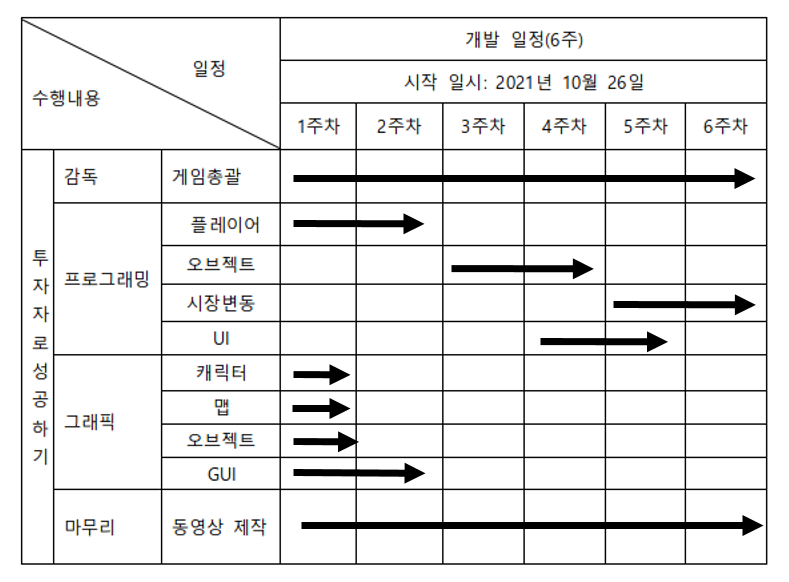 개발 일정(6주)
일정
시작 일시: 2021년 10월 26일
수행내용
1주차 2주차 3주차 4주차 5주차 6주차
투자자로성공하기
감독 게임총괄
프로그래밍
플레이어
오브젝트
시장변동
UI
그래픽
캐릭터
맵
오브젝트
GUI
마무리 동영상 제작